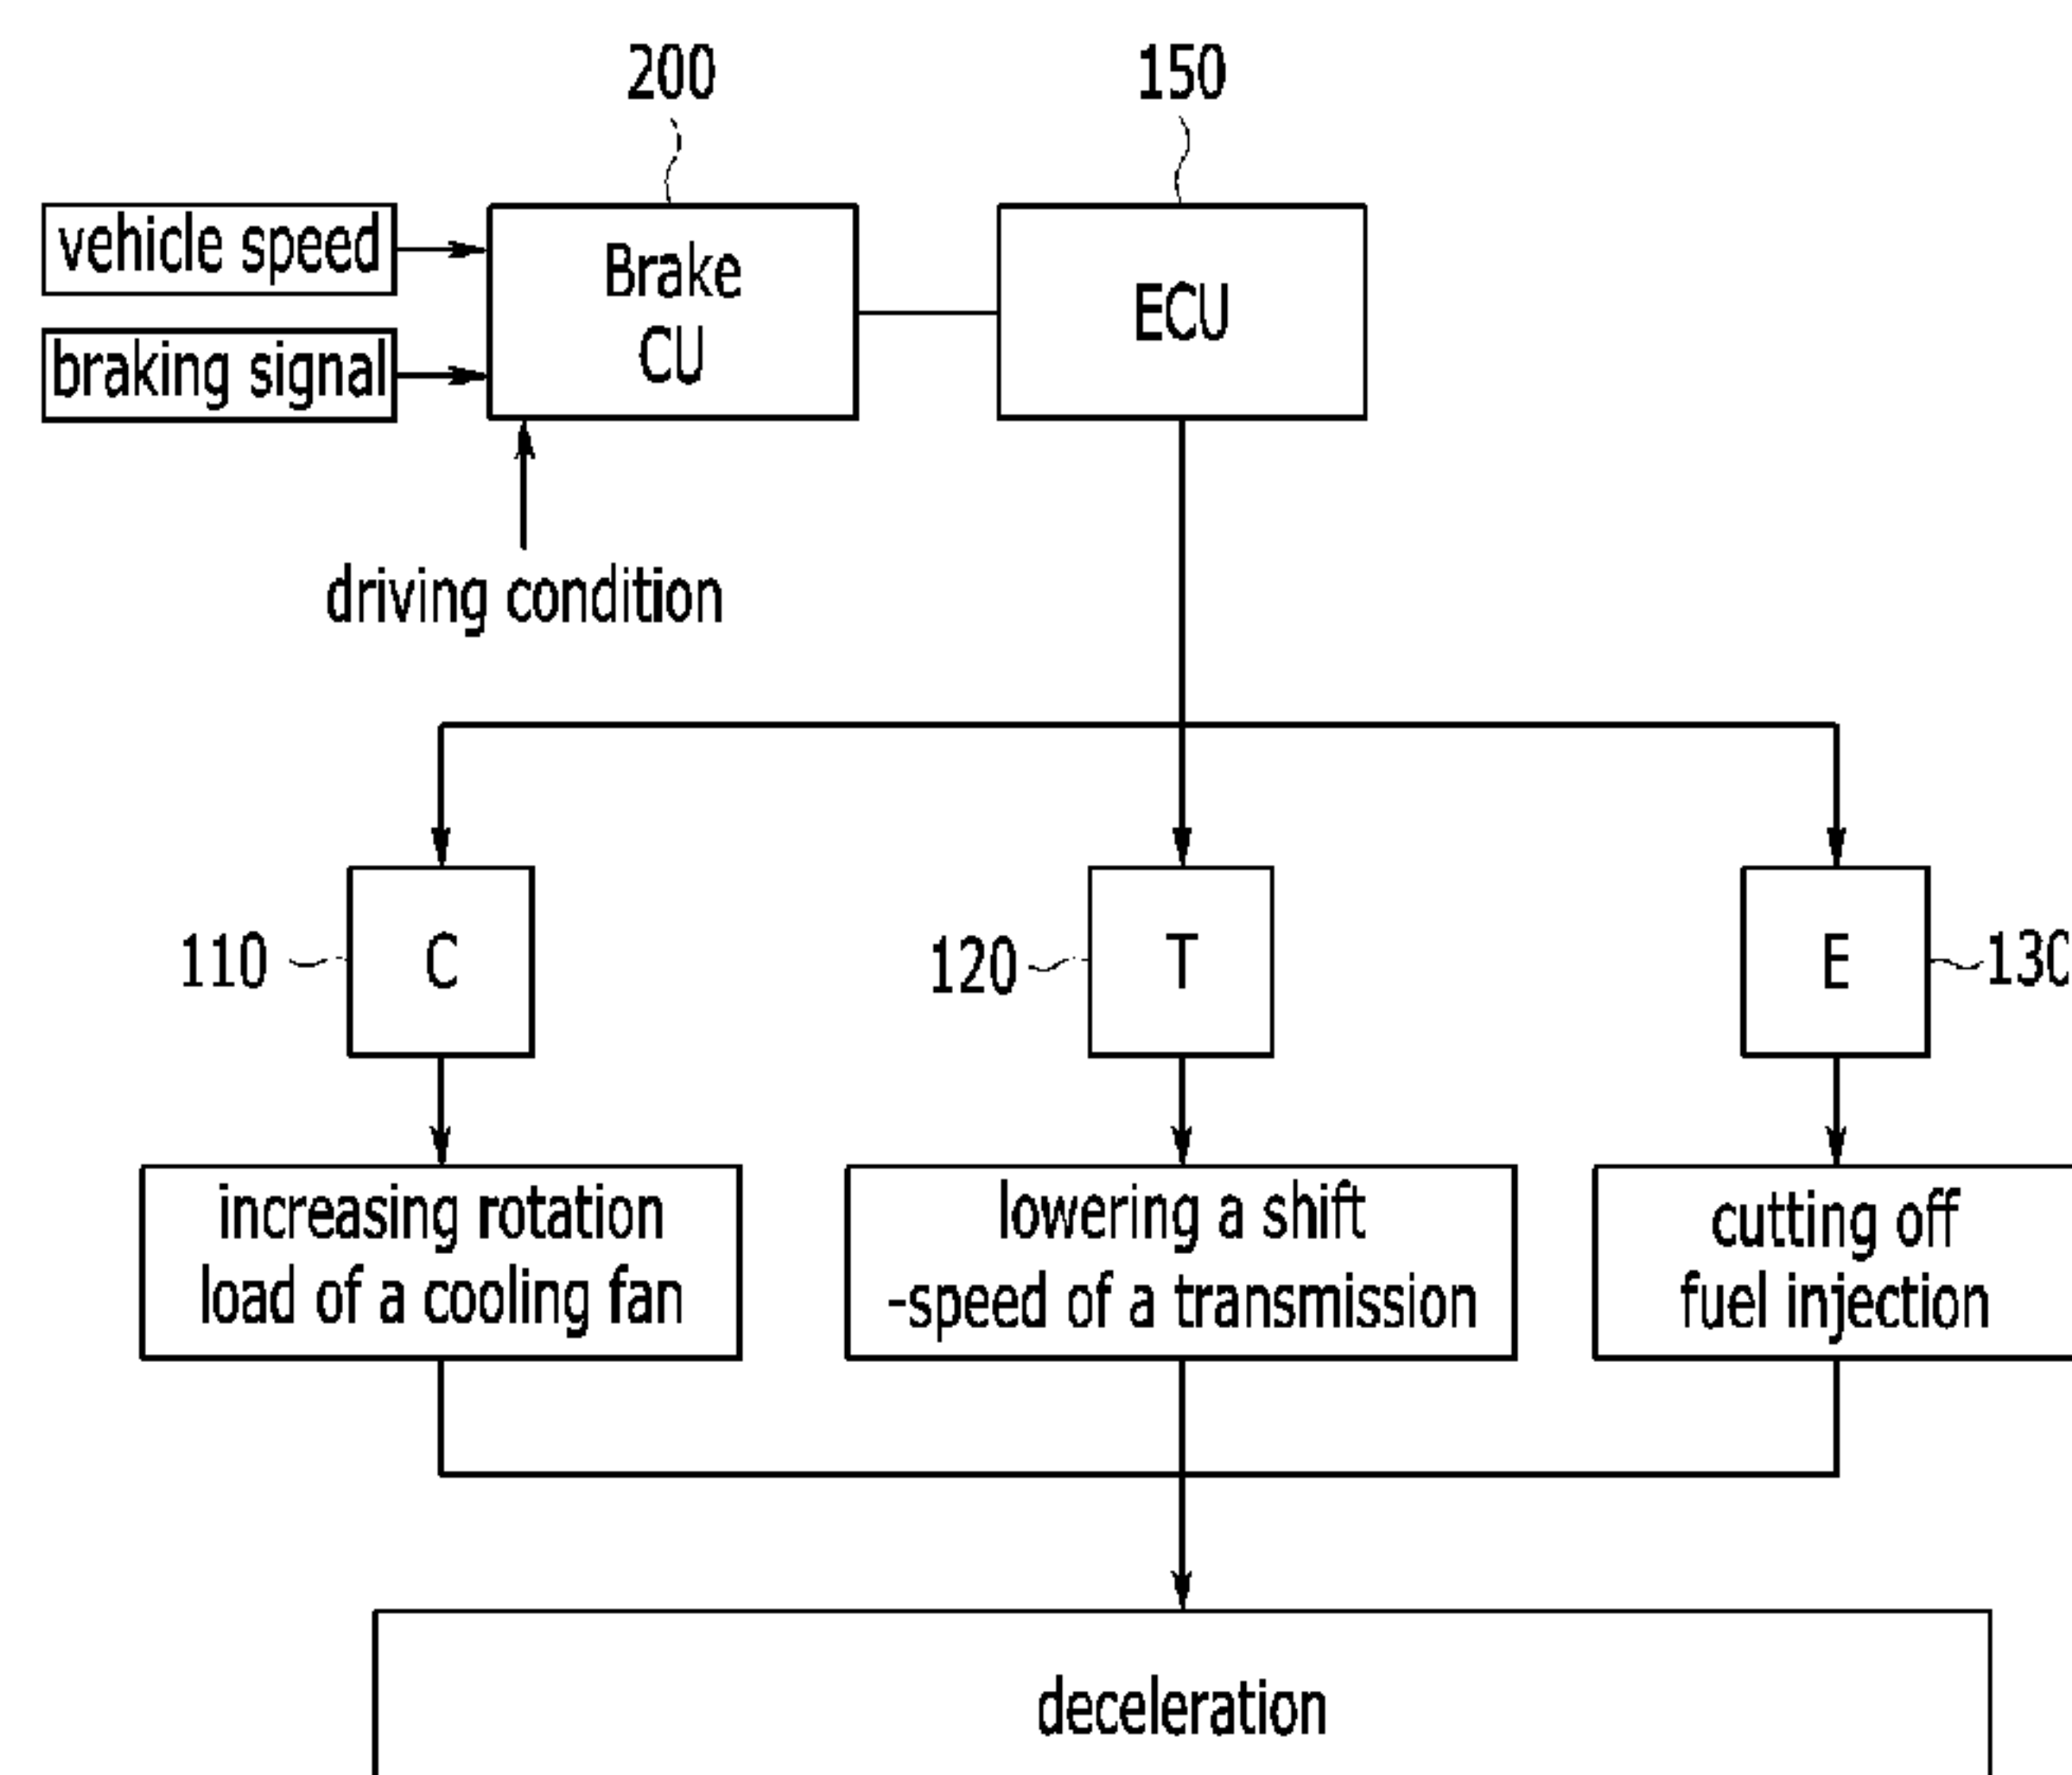 200
150
vehicle speed
braking signal
Brake
CU
ECU
driving condition
110
C
120
T
E
130
increasing rotation
load of a cooling fan
lowering a shift
-speed of a transmission
cutting off
fuel injection
deceleration